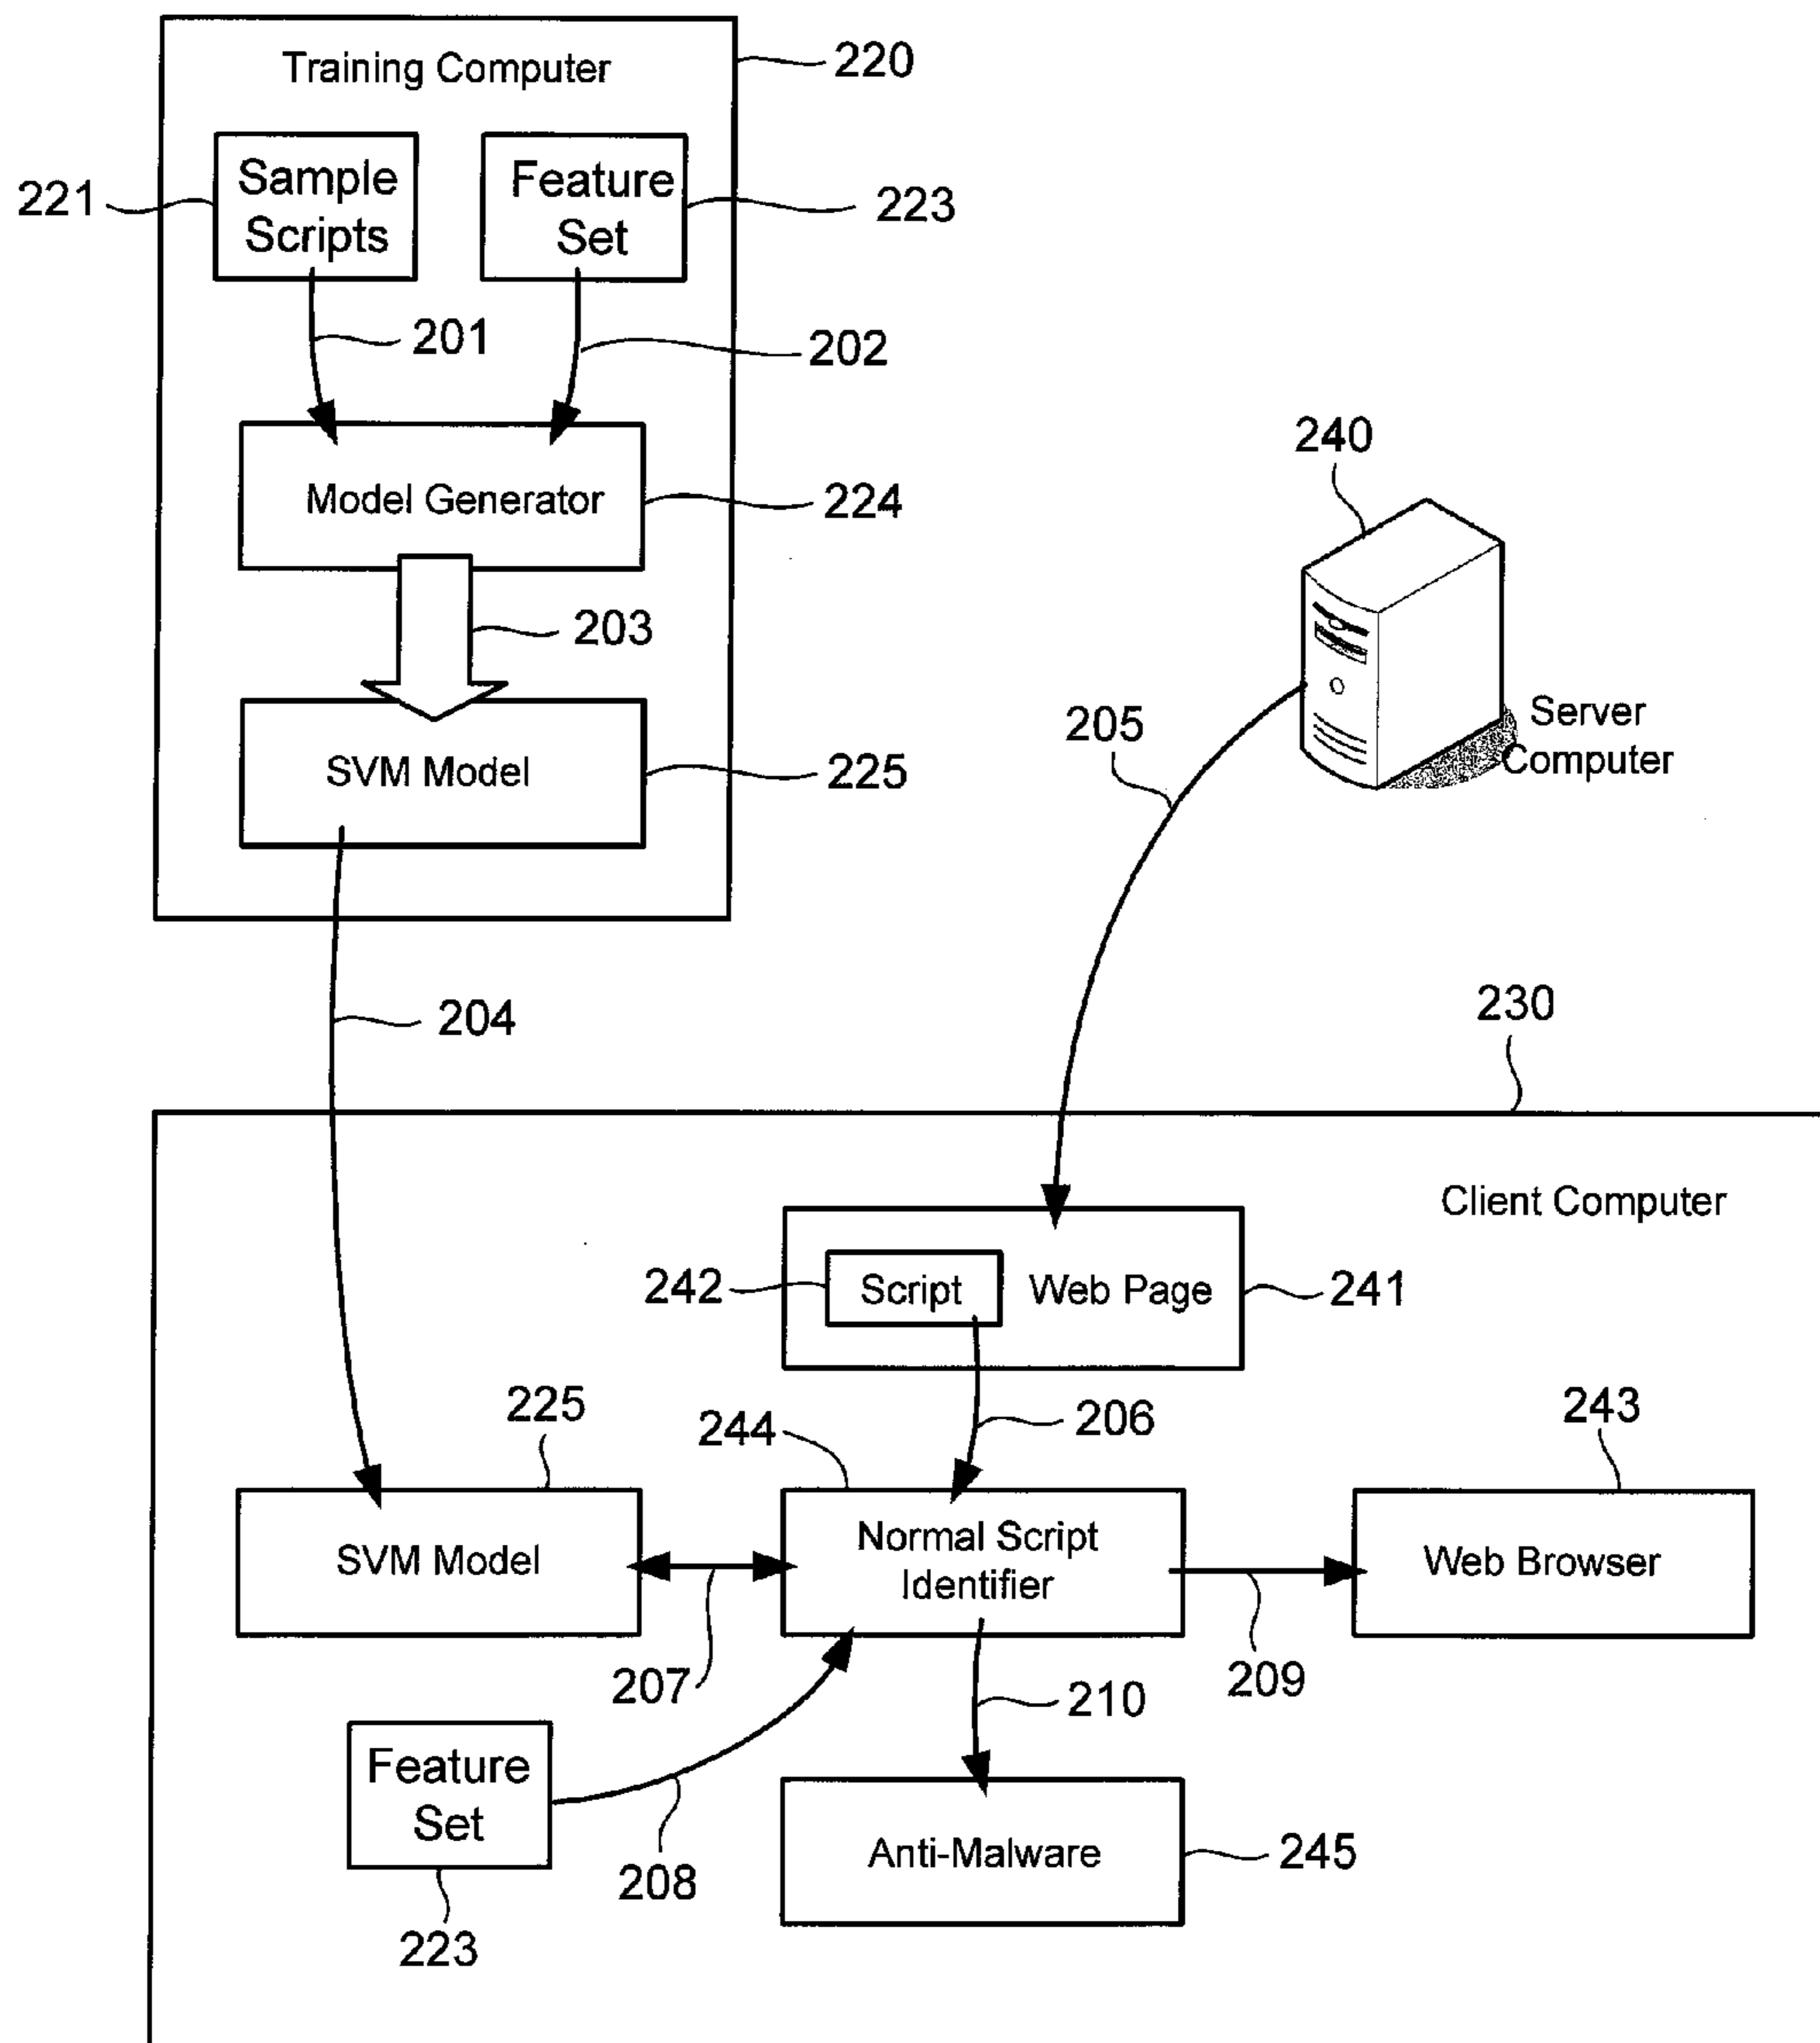 Training Computer
220
Sample
Scripts
221
Feature
Set
223
201
202
Model Generator
224
203
SVM Model
225
204
240
Server
Computer
205
230
Client Computer
242
Script
Web Page
241
206
225
SVM Model
244
Normal Script
Identifier
243
Web Browser
207
209
210
Feature
Set
223
208
Anti-Malware
245